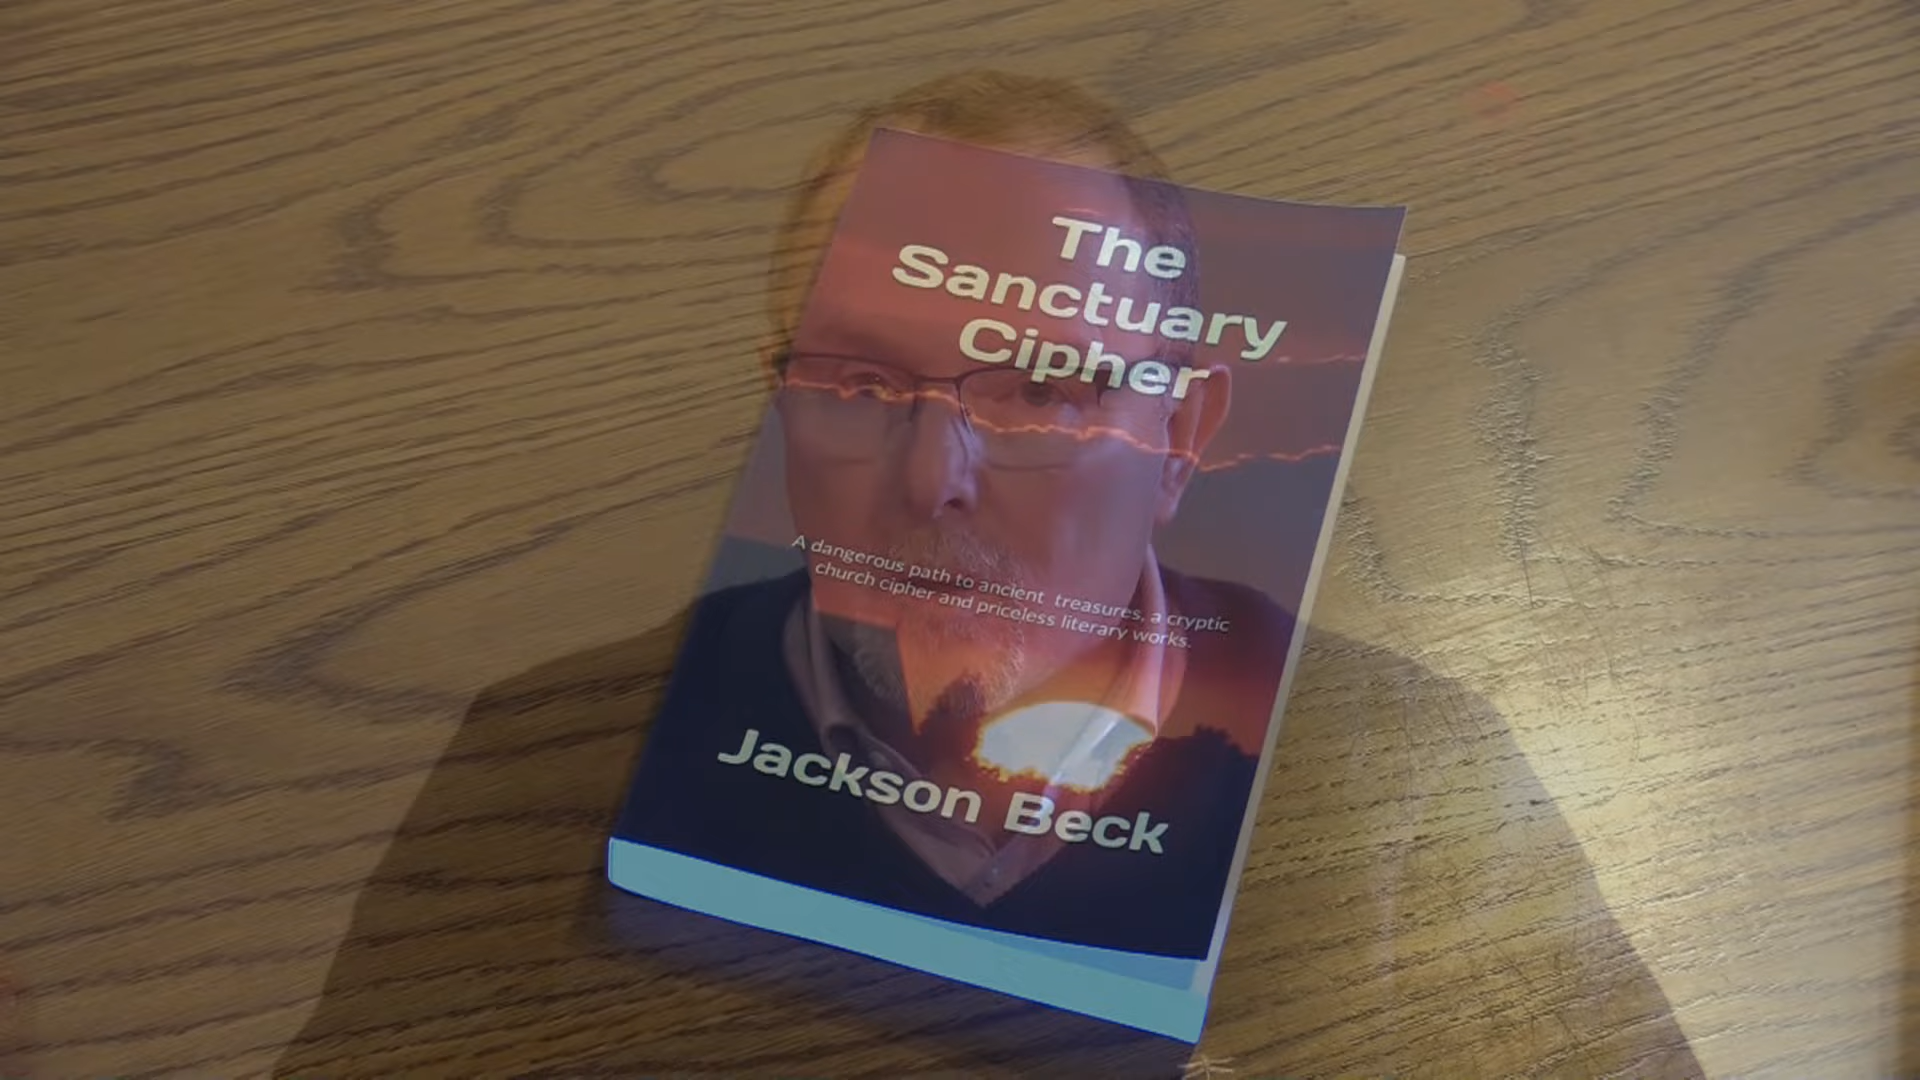 The
Sanctuary
Cipher
A dangerous path to ancient treasures, a cryptic
church cipher and priceless literary works.
Jackson Beck